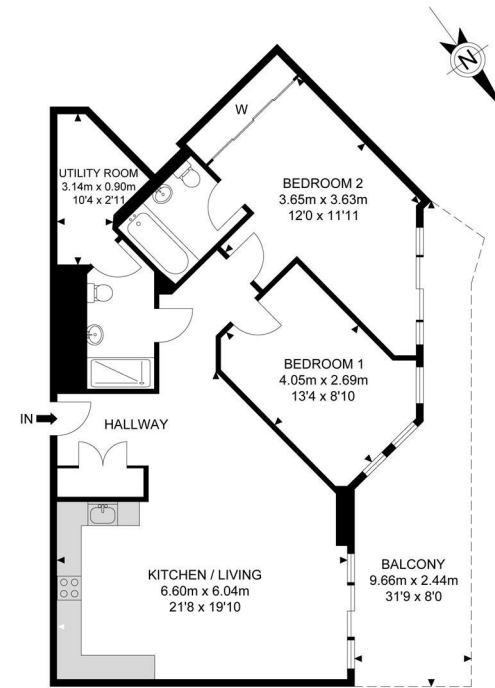 N
W
UTILITY ROOM
3.14m x 0.90m
10'4 x 2'11
BEDROOM 2
3.65m x 3.63m
12'0 x 11'11
BEDROOM 1
4.05m x 2.69m
13'4 x 8'10
IN
HALLWAY
KITCHEN / LIVING
6.60m x 6.04m
21'8 x 19'10
BALCONY
9.66m x 2.44m
31'9 x 8'0